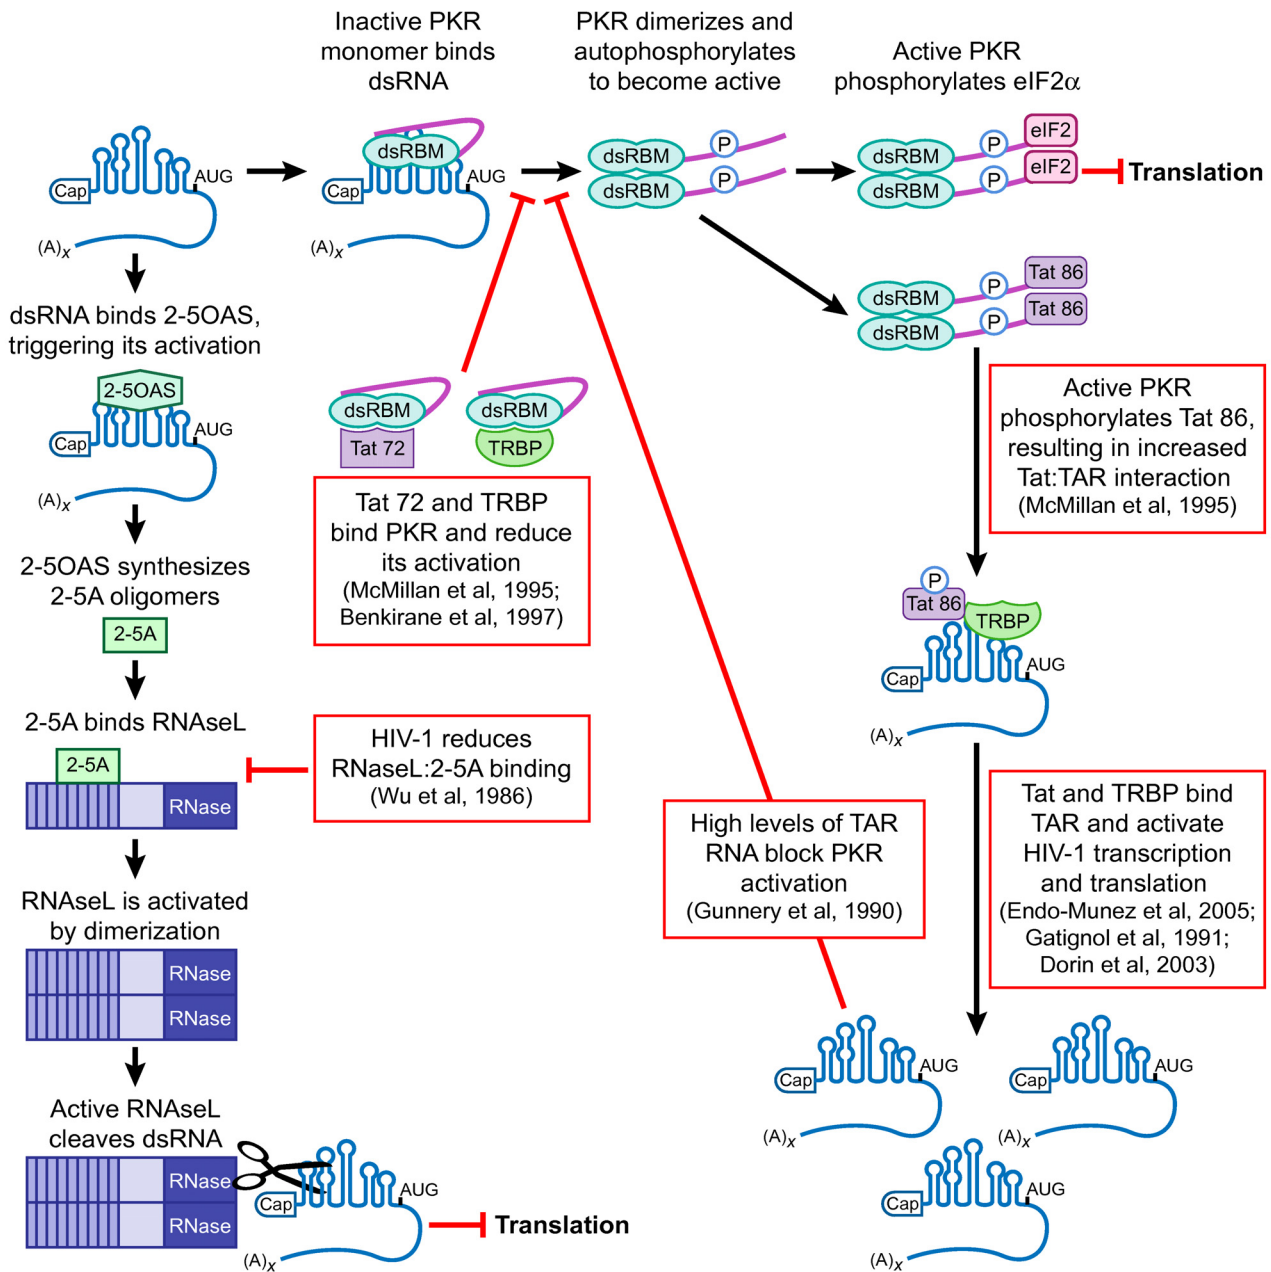 Inactive PKR
monomer binds
dsRNA
PKR dimerizes and
autophosphorylates
to become active
Active PKR
phosphorylates eIF2α
Cap
AUG
(A)x
dsRBM
Cap
AUG
(A)x
dsRBM
dsRBM
P
P
dsRBM
dsRBM
P
P
eIF2
eIF2
Translation
dsRBM
dsRBM
P
P
Tat 86
Tat 86
dsRNA binds 2-5OAS,
triggering its activation
2-5OAS
Cap
AUG
(A)x
2-5OAS synthesizes
2-5A oligomers
2-5A
2-5A binds RNAseL
2-5A
RNase
RNAseL is activated
by dimerization
RNase
RNase
Active RNAseL
cleaves dsRNA
RNase
RNase
Cap
AUG
(A)x
Translation
dsRBM
Tat 72
dsRBM
TRBP
Tat 72 and TRBP
bind PKR and reduce
its activation
(McMillan et al, 1995;
Benkirane et al, 1997)
HIV-1 reduces
RNaseL:2-5A binding
(Wu et al, 1986)
High levels of TAR
RNA block PKR
activation
(Gunnery et al, 1990)
Active PKR
phosphorylates Tat 86,
resulting in increased
Tat:TAR interaction
(McMillan et al, 1995)
P
Tat 86
TRBP
Cap
AUG
(A)x
Tat and TRBP bind
TAR and activate
HIV-1 transcription
and translation
(Endo-Munez et al, 2005;
Gatignol et al, 1991;
Dorin et al, 2003)
Cap
AUG
(A)x
Cap
AUG
(A)x
Cap
AUG
(A)x